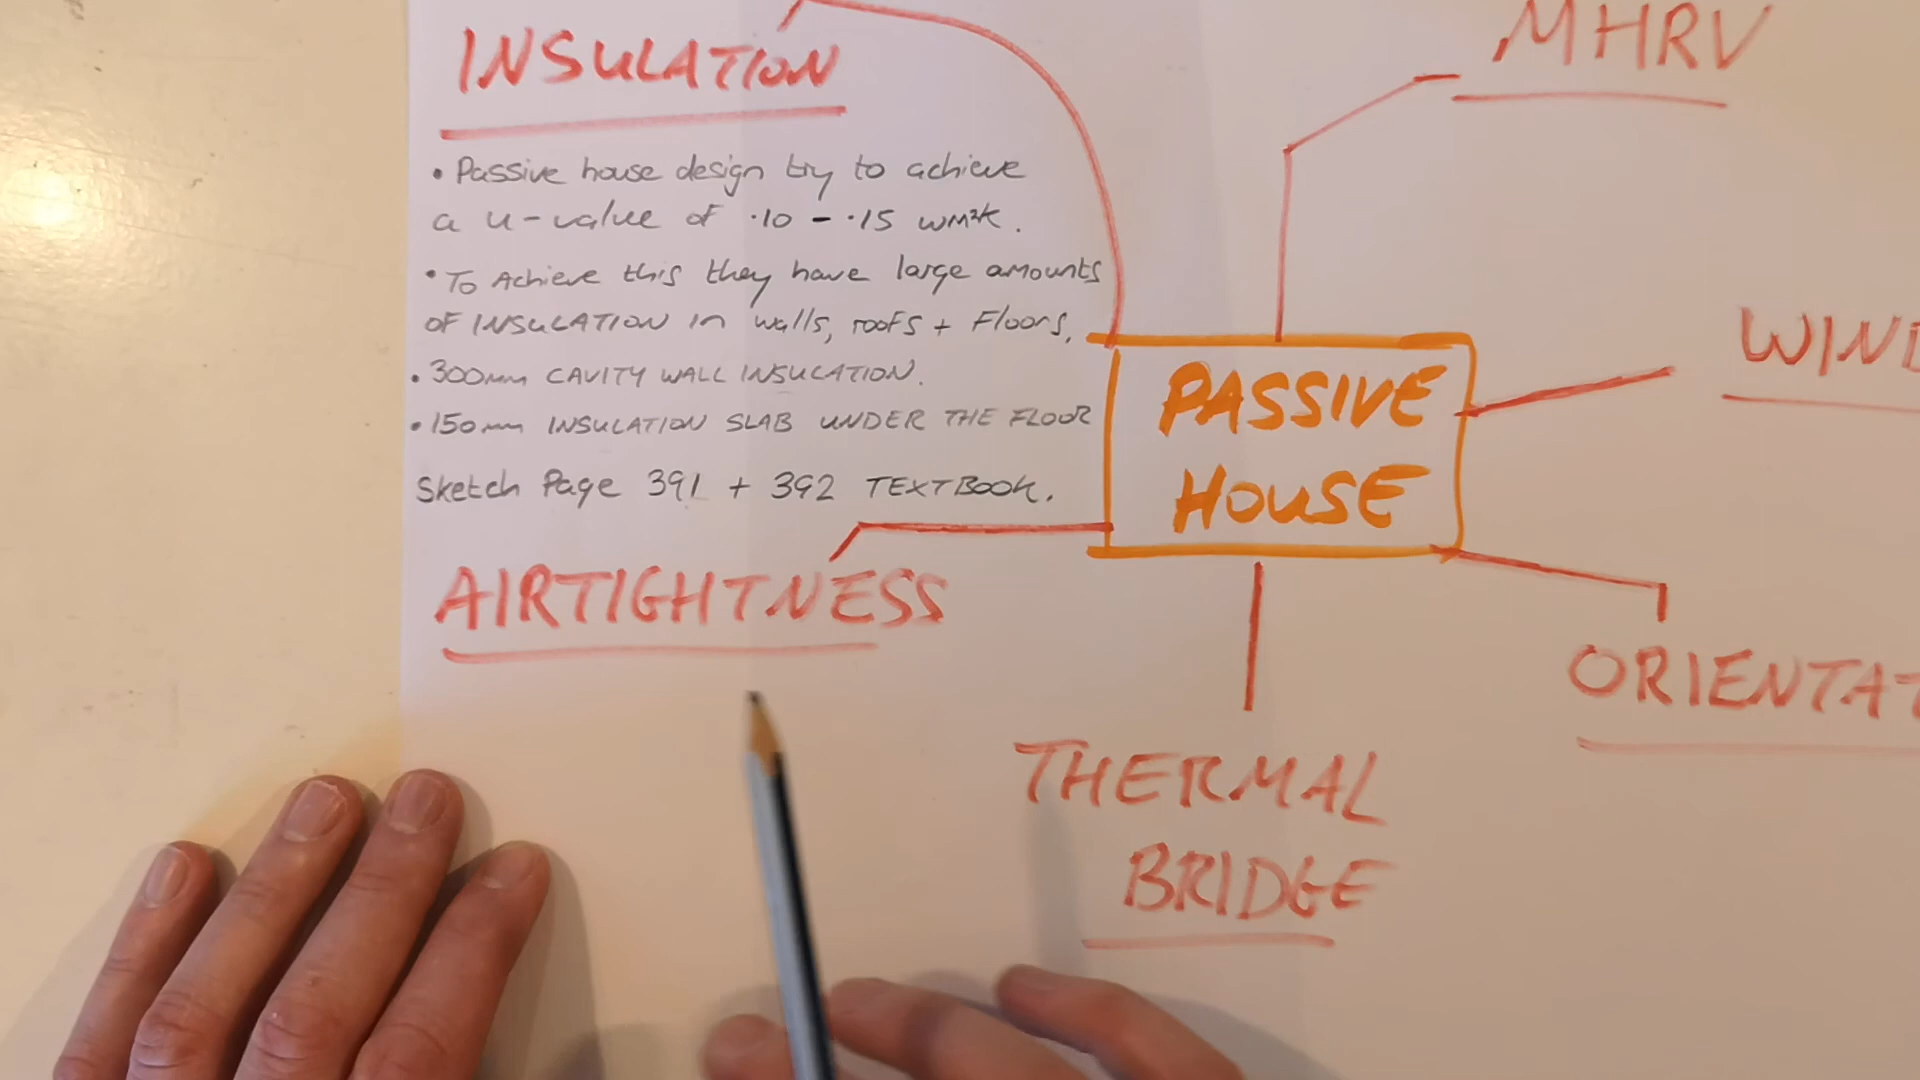 INSULATION
• Passive house design try to achieve
a u-value of .10 - .15 WM²K.
• To Achieve this they have large amounts
OF INSULATION in walls, roofs + Floors,
• 300mm CAVITY WALL INSULATION.
• 150mm INSULATION SLAB UNDER THE FLOOR
Sketch Page 391 + 392 TEXTBOOK.
AIRTIGHTNESS
PASSIVE
HOUSE
MHRV
WIND
ORIENTAT
THERMAL
BRIDGE